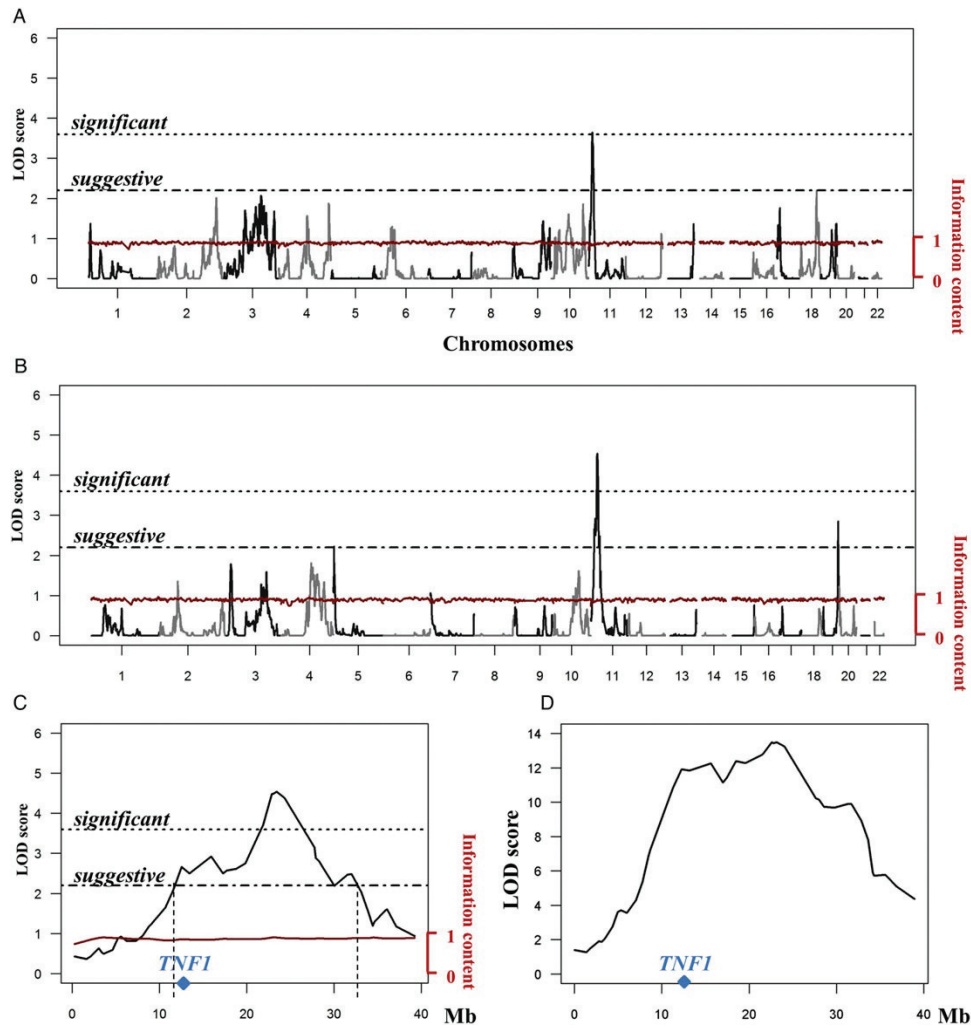 A
6
5
4
3
2
1
0
LOD score
significant
suggestive
1
0
Information content
1 2 3 4 5 6 7 8 9 10 11 12 13 14 15 16 18 20 22
Chromosomes
B
6
5
4
3
2
1
0
LOD score
significant
suggestive
1
0
Information content
1 2 3 4 5 6 7 8 9 10 11 12 13 14 15 16 18 20 22
C
6
5
4
3
2
1
0
LOD score
significant
suggestive
1
0
Information content
TNF1
0 10 20 30 40 Mb
D
14
12
10
8
6
4
2
0
LOD score
TNF1
0 10 20 30 40 Mb